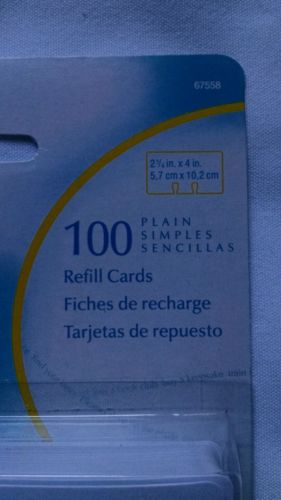 67558
2¼ in. x 4 in.
5,7 cm x 10,2 cm
100 PLAIN
SIMPLES
SENCILLAS
Refill Cards
Fiches de recharge
Tarjetas de repuesto